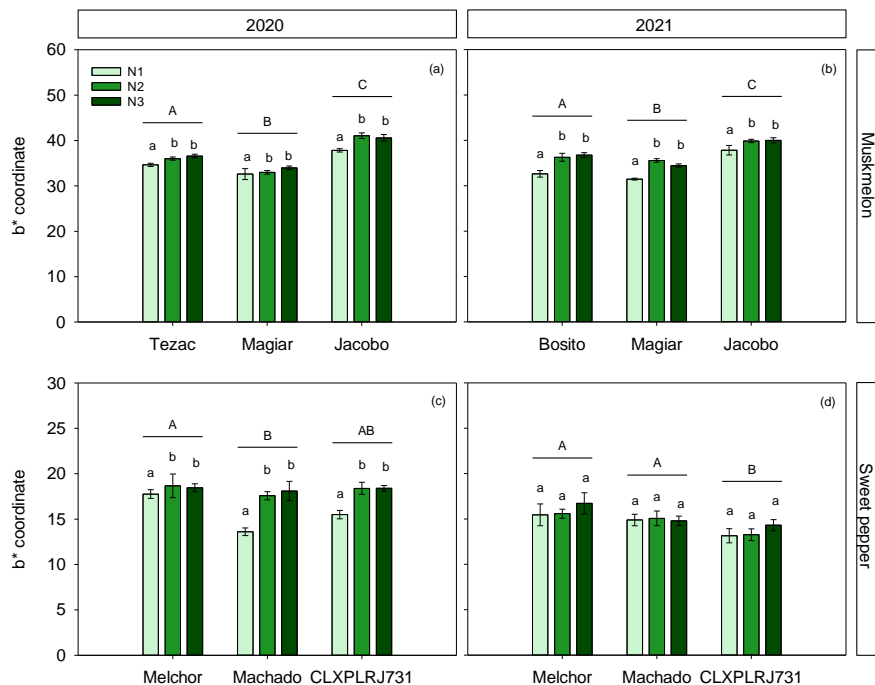 2020
2021
60
50
40
30
20
10
0
b* coordinate
N1
N2
N3
(a)
A
B
C
a b b
a b b
a b b
Tezac Magiar Jacobo
(b)
A
B
C
a b b
a b b
a b b
Bosito Magiar Jacobo
Muskmelon
30
25
20
15
10
5
0
b* coordinate
(c)
A
B
AB
a b b
a b b
a b b
Melchor Machado CLXPLRJ731
(d)
A
A
B
a a a
a a a
a a a
Melchor Machado CLXPLRJ731
Sweet pepper